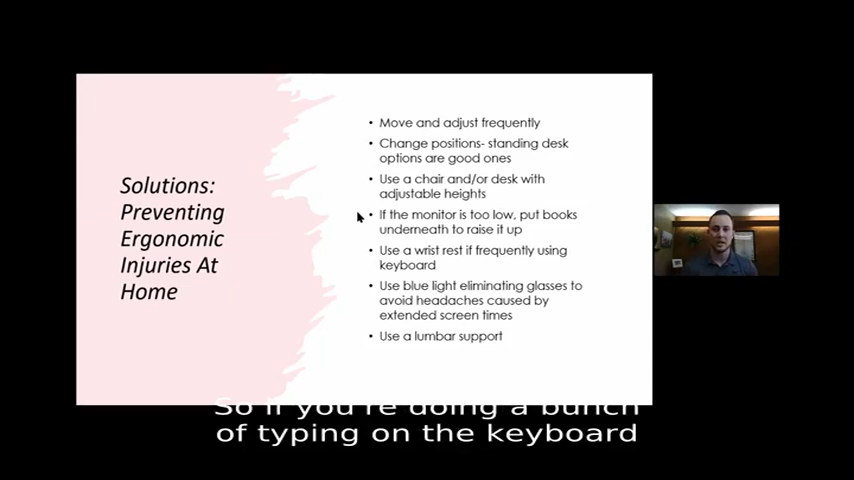 Solutions:
Preventing
Ergonomic
Injuries At
Home
• Move and adjust frequently
• Change positions- standing desk
options are good ones
• Use a chair and/or desk with
adjustable heights
• If the monitor is too low, put books
underneath to raise it up
• Use a wrist rest if frequently using
keyboard
• Use blue light eliminating glasses to
avoid headaches caused by
extended screen times
• Use a lumbar support
So if you're doing a bunch
of typing on the keyboard